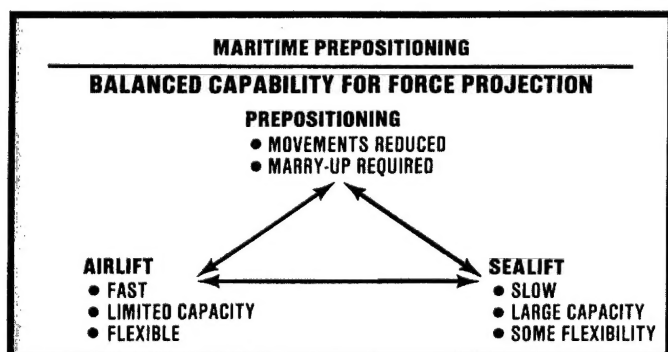 MARITIME PREPOSITIONING
BALANCED CAPABILITY FOR FORCE PROJECTION
PREPOSITIONING
● MOVEMENTS REDUCED
● MARRY-UP REQUIRED
AIRLIFT
● FAST
● LIMITED CAPACITY
● FLEXIBLE
SEALIFT
● SLOW
● LARGE CAPACITY
● SOME FLEXIBILITY